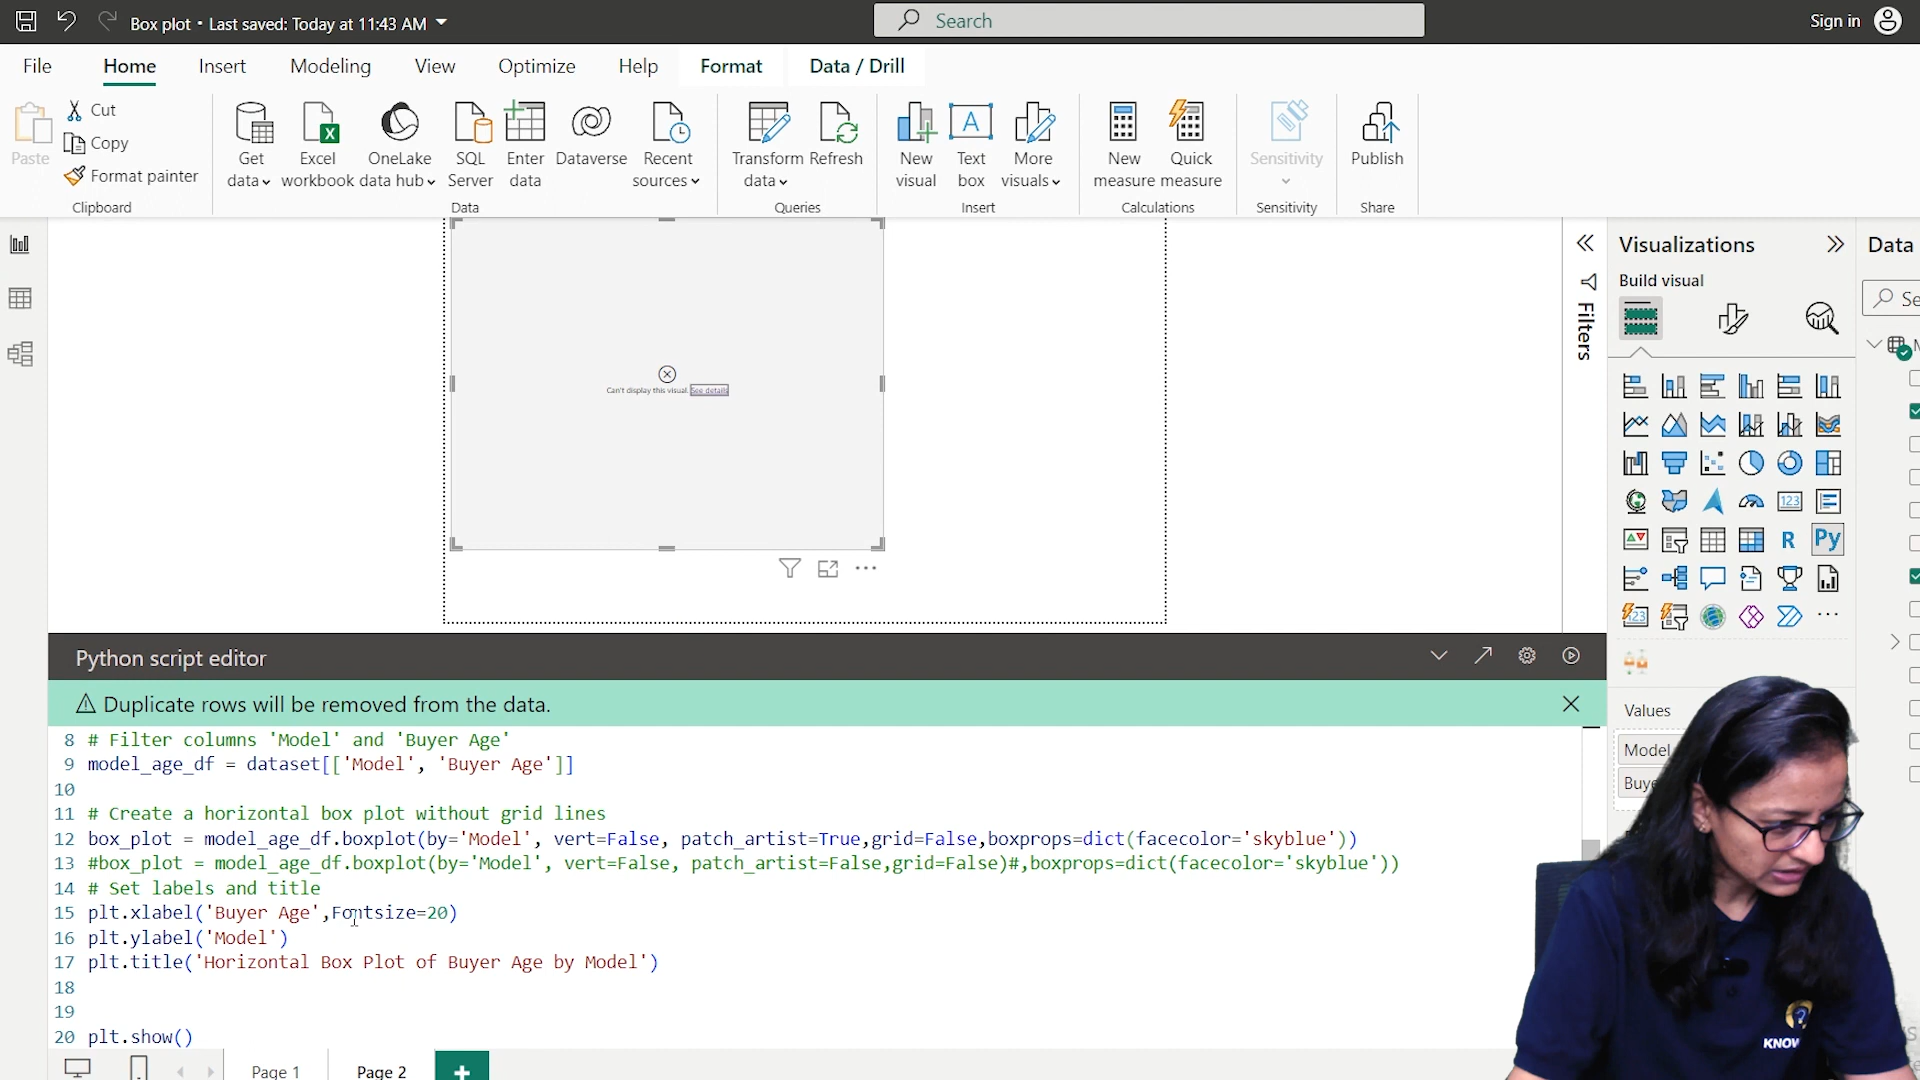 Box plot • Last saved: Today at 11:43 AM
Search
Sign in
File
Home
Insert
Modeling
View
Optimize
Help
Format
Data / Drill
Paste
Cut
Copy
Format painter
Clipboard
Get data
Excel workbook
OneLake data hub
SQL Server
Enter data
Dataverse
Recent sources
Data
Transform data
Refresh
Queries
New visual
Text box
More visuals
Insert
New measure
Quick measure
Calculations
Sensitivity
Sensitivity
Publish
Share
Can't display this visual. See details
Filters
Visualizations
Data
Build visual
Se
R
Py
123
Values
Model
Buye
Python script editor
Duplicate rows will be removed from the data.
8 # Filter columns 'Model' and 'Buyer Age'
9 model_age_df = dataset[['Model', 'Buyer Age']]
10
11 # Create a horizontal box plot without grid lines
12 box_plot = model_age_df.boxplot(by='Model', vert=False, patch_artist=True,grid=False,boxprops=dict(facecolor='skyblue'))
13 #box_plot = model_age_df.boxplot(by='Model', vert=False, patch_artist=False,grid=False)#,boxprops=dict(facecolor='skyblue'))
14 # Set labels and title
15 plt.xlabel('Buyer Age',Fontsize=20)
16 plt.ylabel('Model')
17 plt.title('Horizontal Box Plot of Buyer Age by Model')
18
19
20 plt.show()
Page 1
Page 2
KNOW